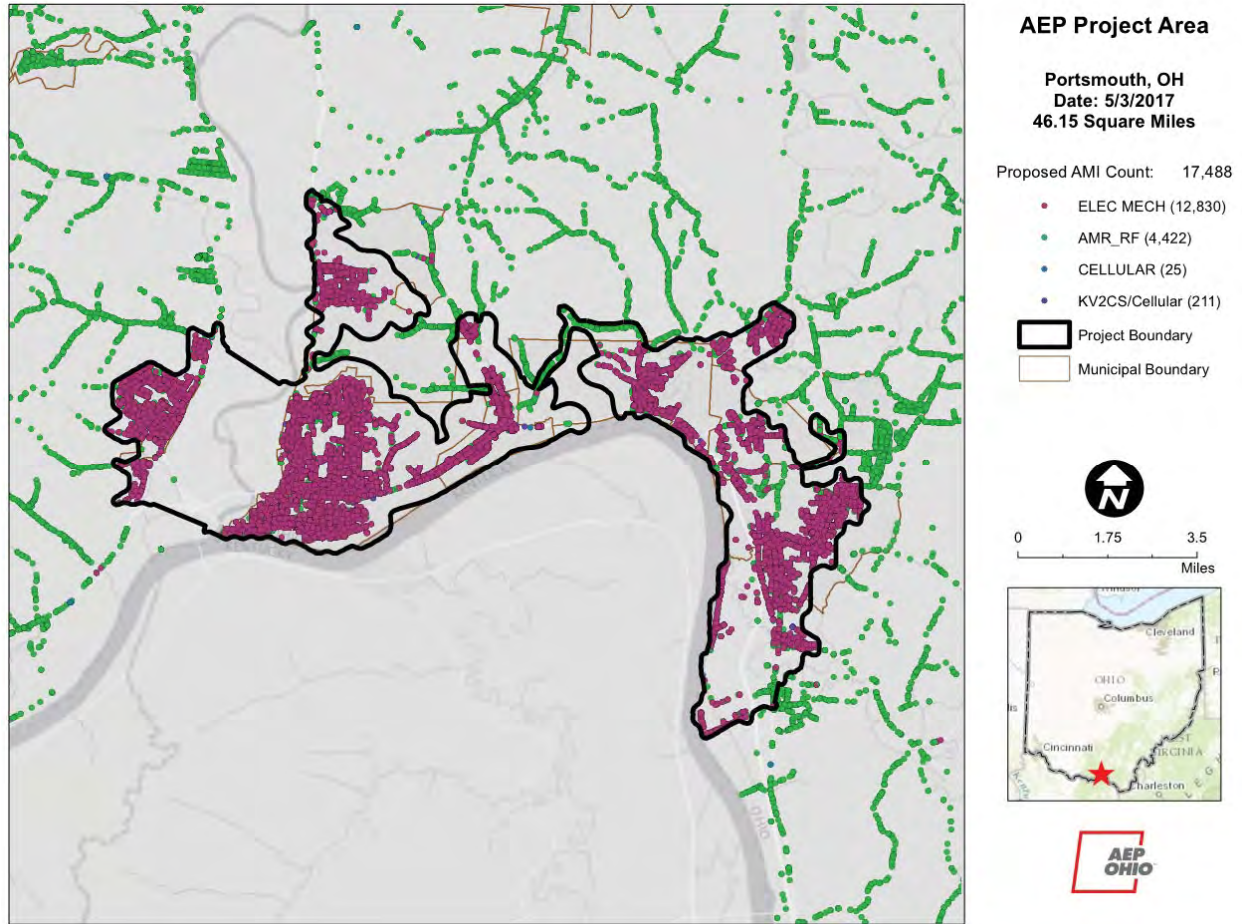 AEP Project Area
Portsmouth, OH
Date: 5/3/2017
46.15 Square Miles
Proposed AMI Count: 17,488
ELEC MECH (12,830)
AMR_RF (4,422)
CELLULAR (25)
KV2CS/Cellular (211)
Project Boundary
Municipal Boundary
N
0 1.75 3.5
Miles
Cleveland
OHIO
Columbus
Cincinnati
Charleston
OHIO
AEP
OHIO